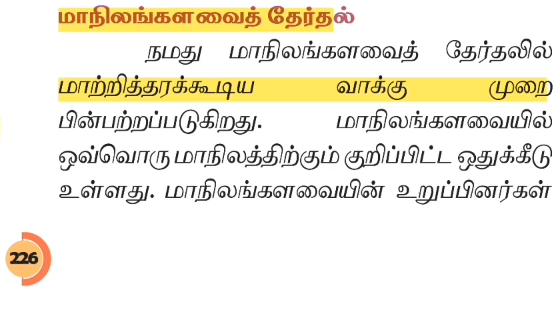 மாநிலங்களவைத் தேர்தல்
நமது மாநிலங்களவைத் தேர்தலில்
மாற்றித்தரக்கூடிய வாக்கு முறை
பின்பற்றப்படுகிறது. மாநிலங்களவையில்
ஒவ்வொரு மாநிலத்திற்கும் குறிப்பிட்ட ஒதுக்கீடு
உள்ளது. மாநிலங்களவையின் உறுப்பினர்கள்
226